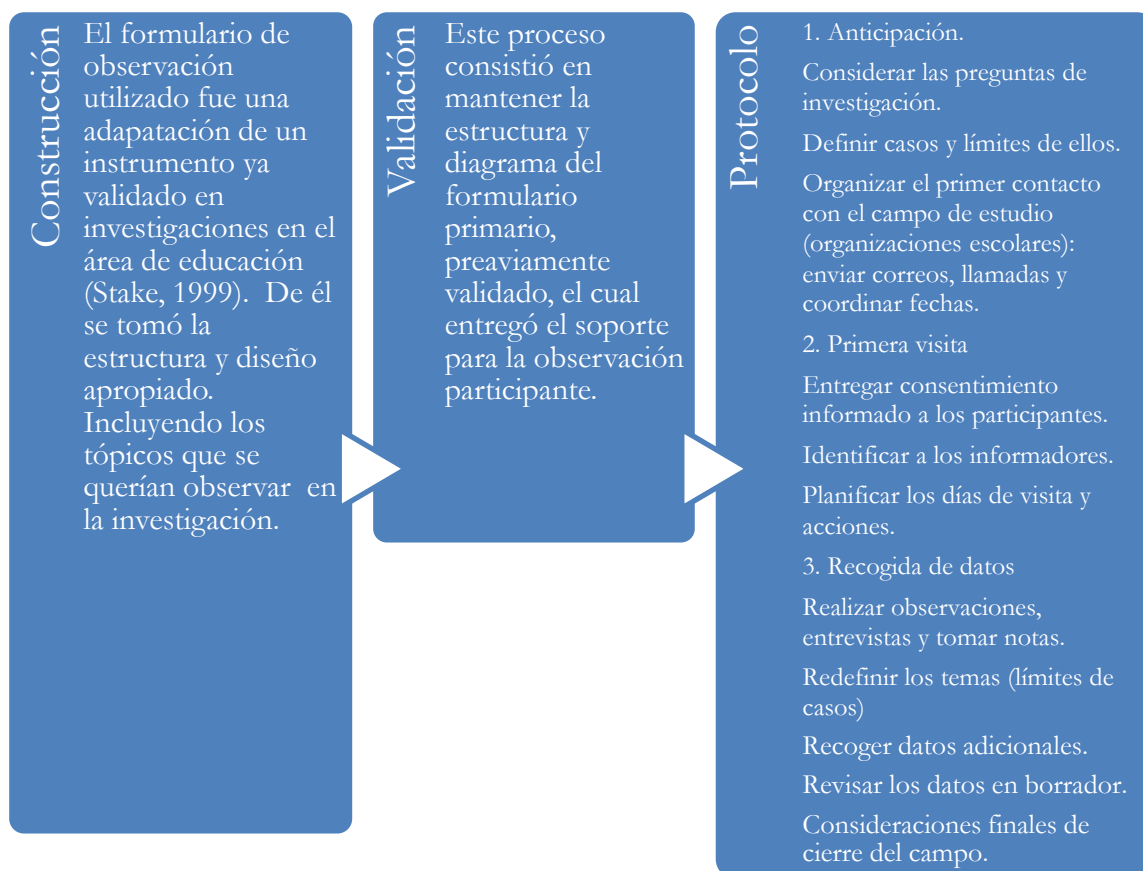 Construcción
El formulario de
observación
utilizado fue una
adapatación de un
instrumento ya
validado en
investigaciones en el
área de educación
(Stake, 1999).  De él
se tomó la
estructura y diseño
apropiado.
Incluyendo los
tópicos que se
querían observar  en
la investigación.
Validación
Este proceso
consistió en
mantener la
estructura y
diagrama del
formulario
primario,
preaviamente
validado, el cual
entregó el soporte
para la observación
participante.
Protocolo
1. Anticipación.
Considerar las preguntas de
investigación.
Definir casos y límites de ellos.
Organizar el primer contacto
con el campo de estudio
(organizaciones escolares):
enviar correos, llamadas y
coordinar fechas.
2. Primera visita
Entregar consentimiento
informado a los participantes.
Identificar a los informadores.
Planificar los días de visita y
acciones.
3. Recogida de datos
Realizar observaciones,
entrevistas y tomar notas.
Redefinir los temas (límites de
casos)
Recoger datos adicionales.
Revisar los datos en borrador.
Consideraciones finales de
cierre del campo.